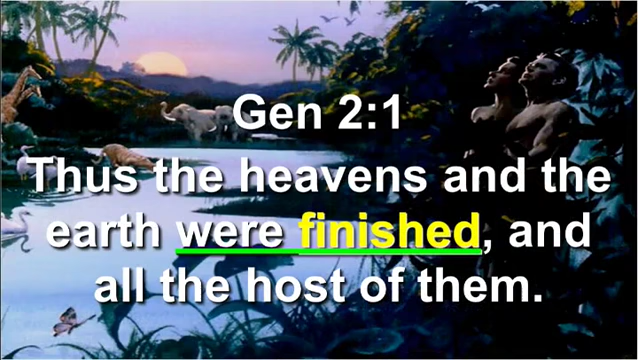 Gen 2:1
Thus the heavens and the
earth were finished, and
all the host of them.